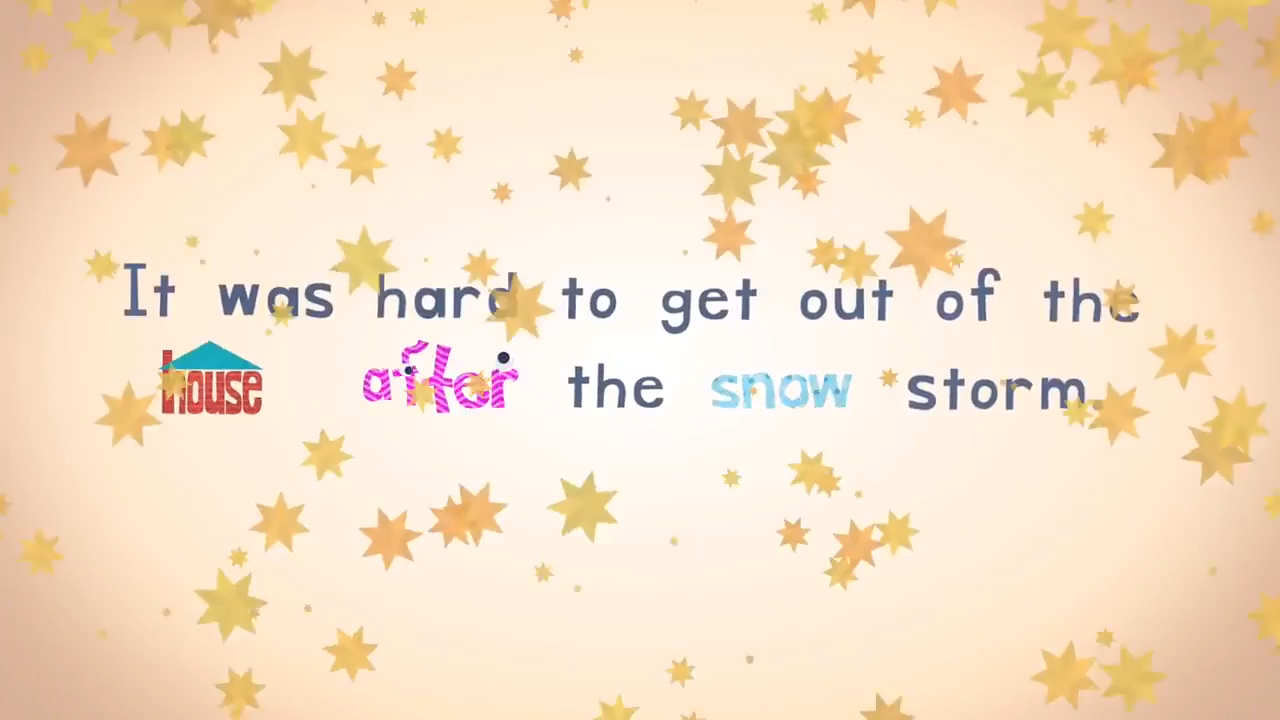 It was hard to get out of the
house after the snow storm.